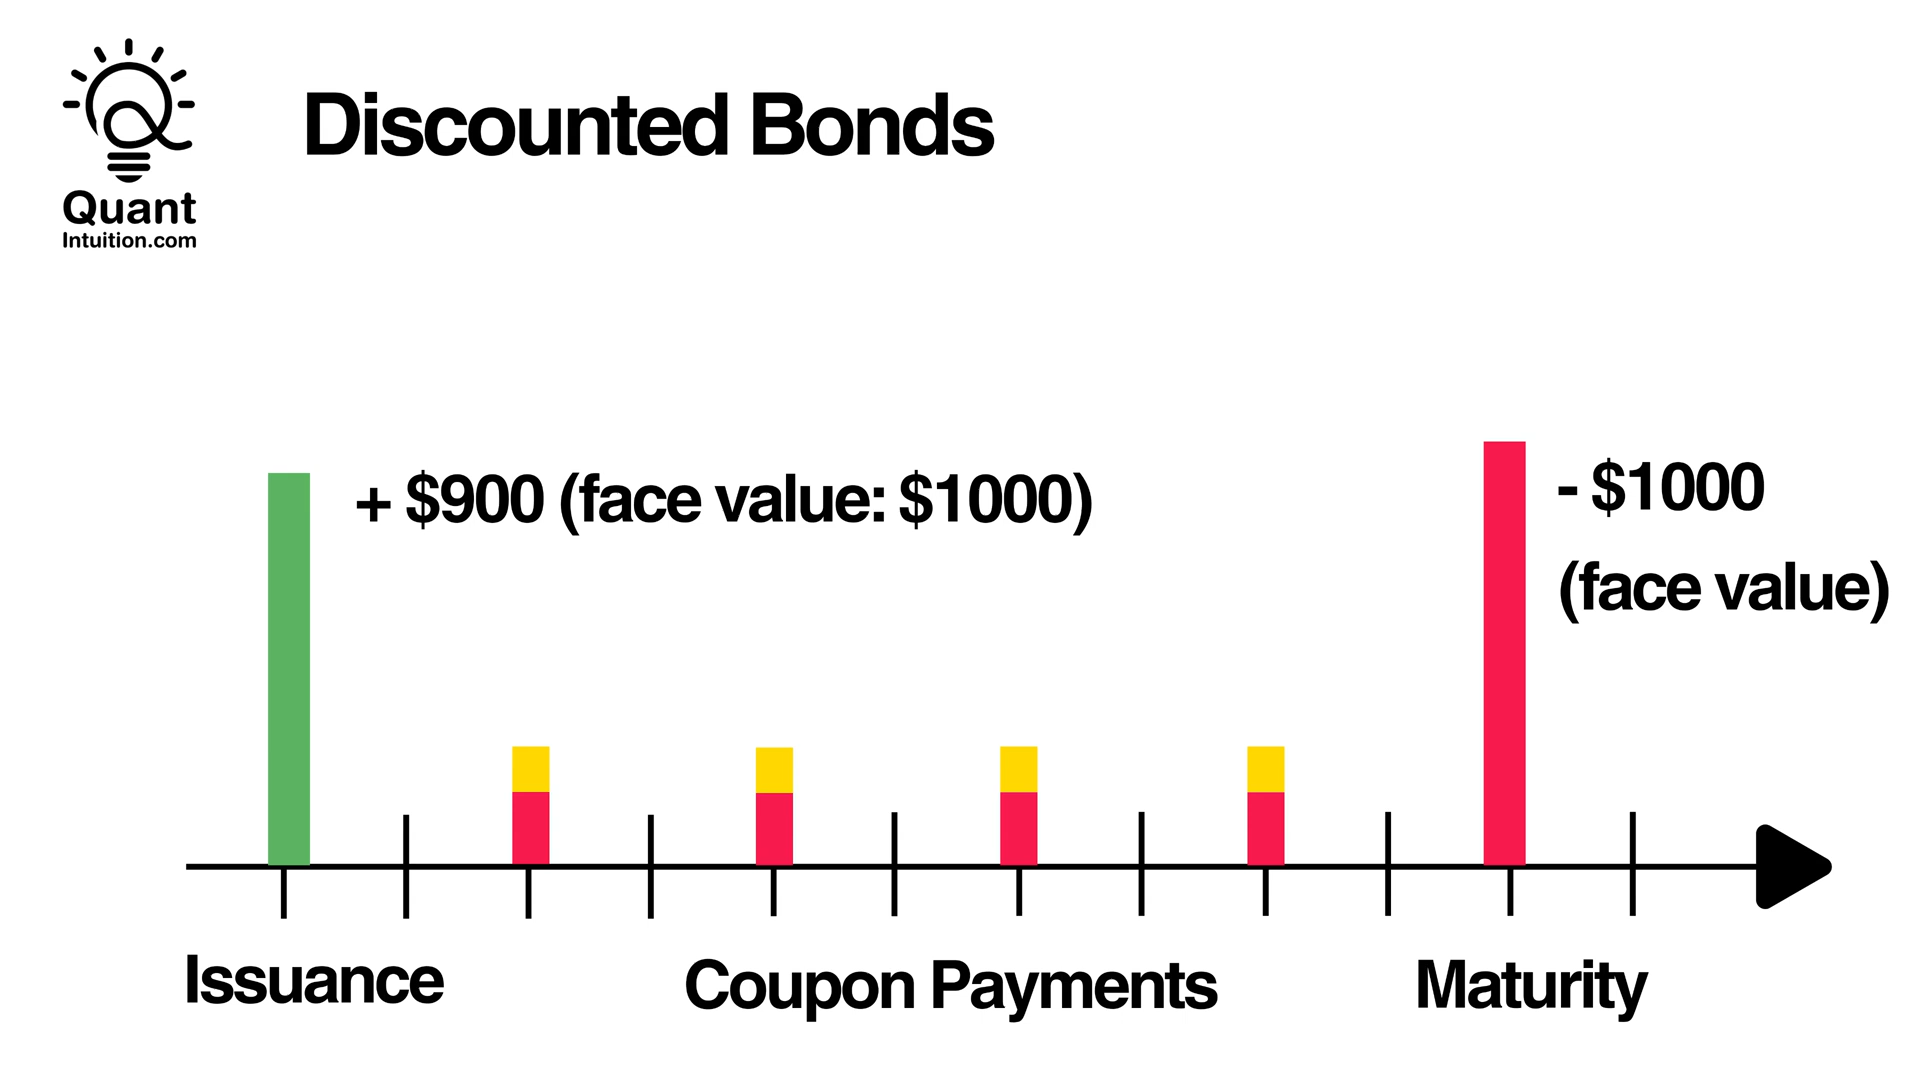 Quant
Intuition.com
Discounted Bonds
+ $900 (face value: $1000)
- $1000
(face value)
Issuance
Coupon Payments
Maturity